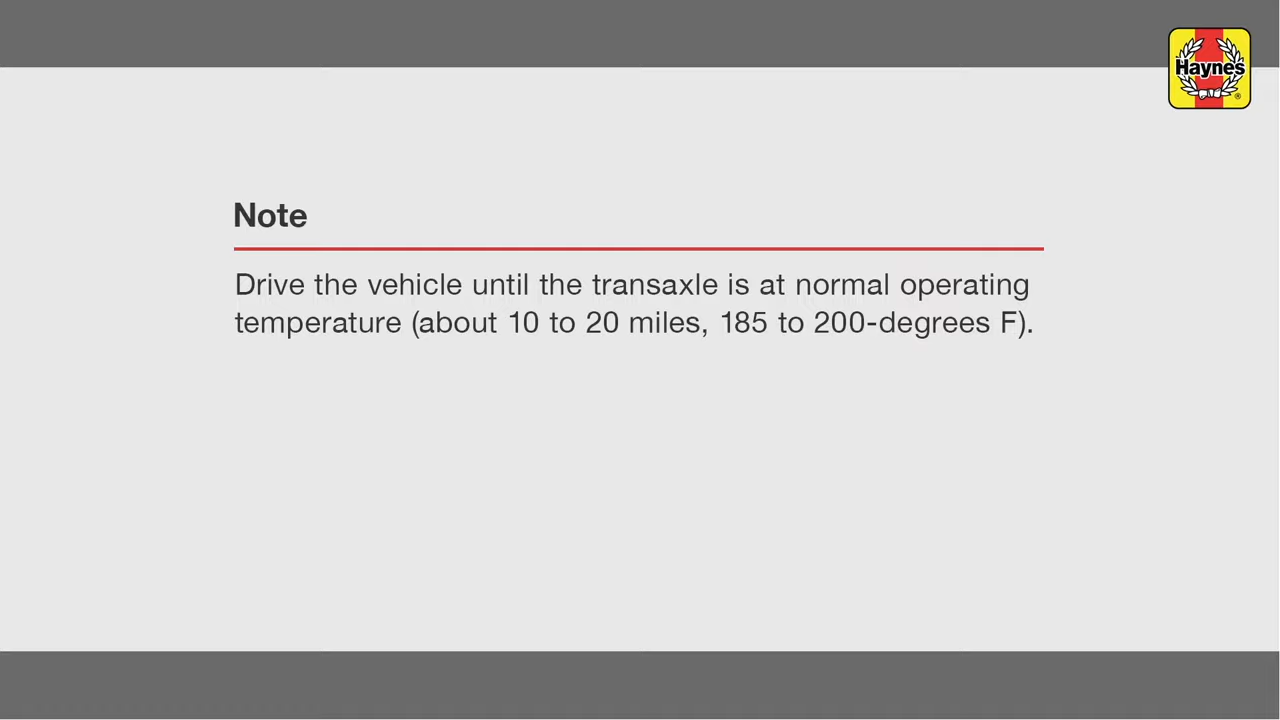 Haynes
Note
Drive the vehicle until the transaxle is at normal operating
temperature (about 10 to 20 miles, 185 to 200-degrees F).